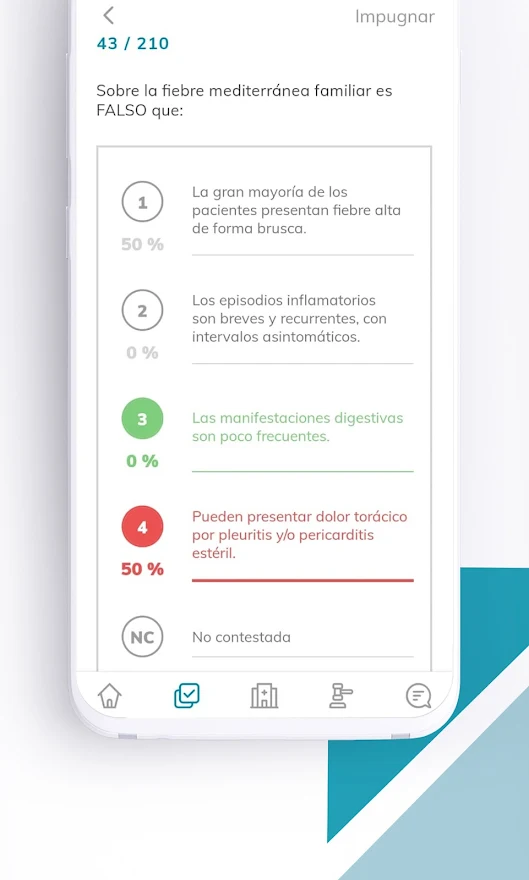 Impugnar
43 / 210
Sobre la fiebre mediterránea familiar es
FALSO que:
1
La gran mayoría de los
pacientes presentan fiebre alta
de forma brusca.
50 %
2
Los episodios inflamatorios
son breves y recurrentes, con
intervalos asintomáticos.
0 %
3
Las manifestaciones digestivas
son poco frecuentes.
0 %
4
Pueden presentar dolor torácico
por pleuritis y/o pericarditis
estéril.
50 %
NC
No contestada